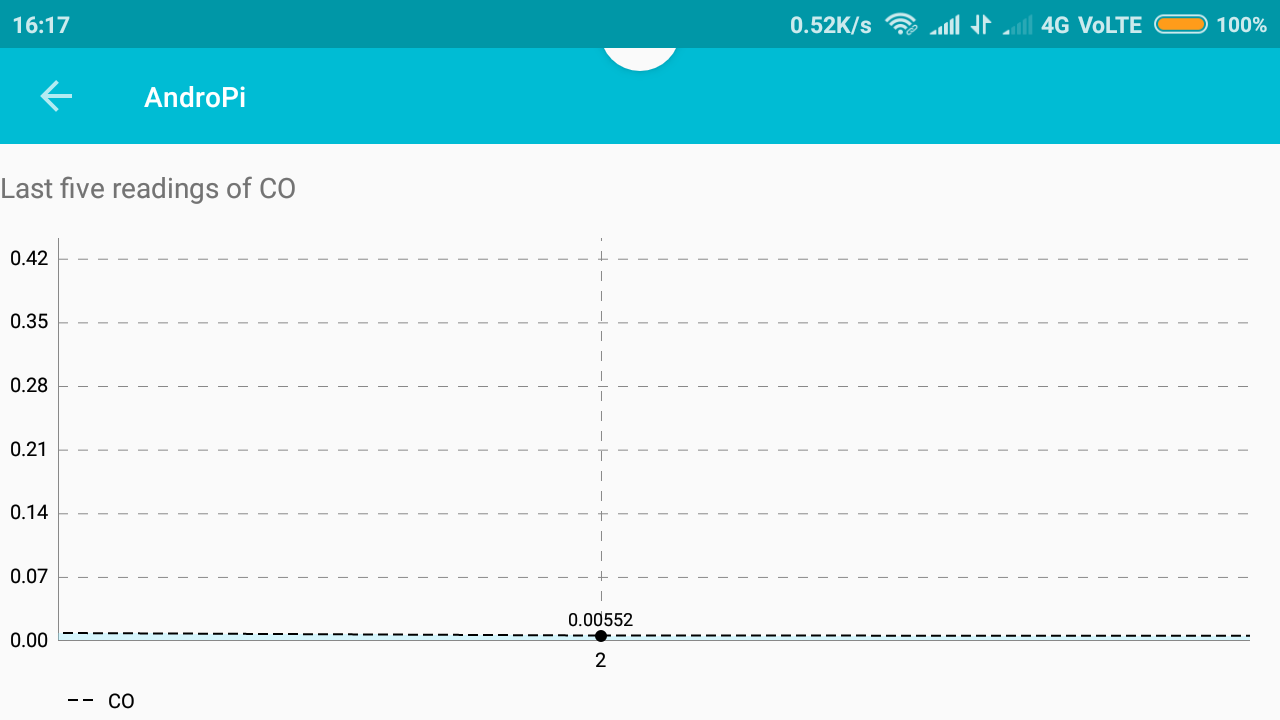 16:17 0.52K/s 4G VoLTE 100%
AndroPi
Last five readings of CO
0.42
0.35
0.28
0.21
0.14
0.07
0.00552
0.00
2
CO